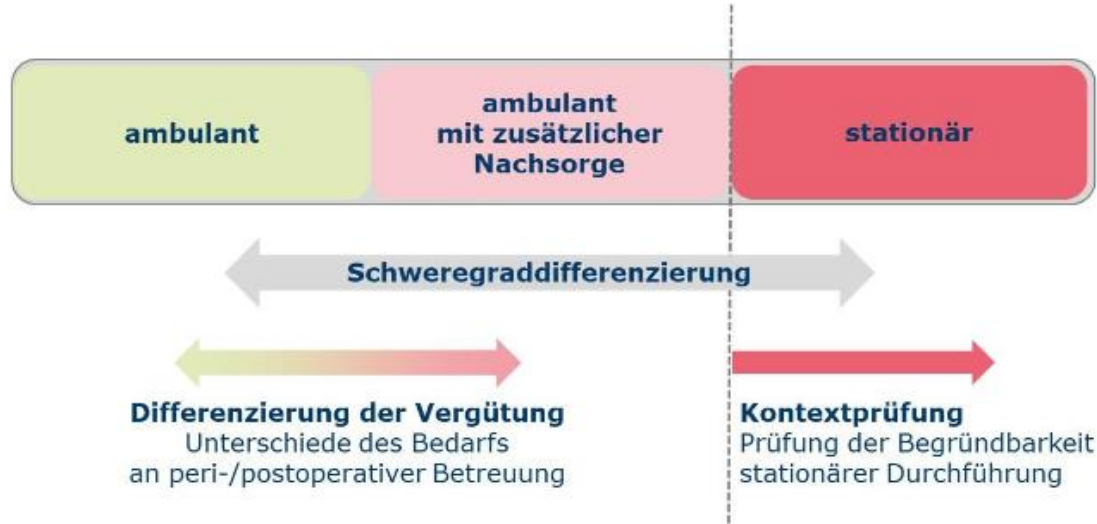 ambulant
ambulant
mit zusätzlicher
Nachsorge
stationär
Schweregraddifferenzierung
Differenzierung der Vergütung
Unterschiede des Bedarfs
an peri-/postoperativer Betreuung
Kontextprüfung
Prüfung der Begründbarkeit
stationärer Durchführung